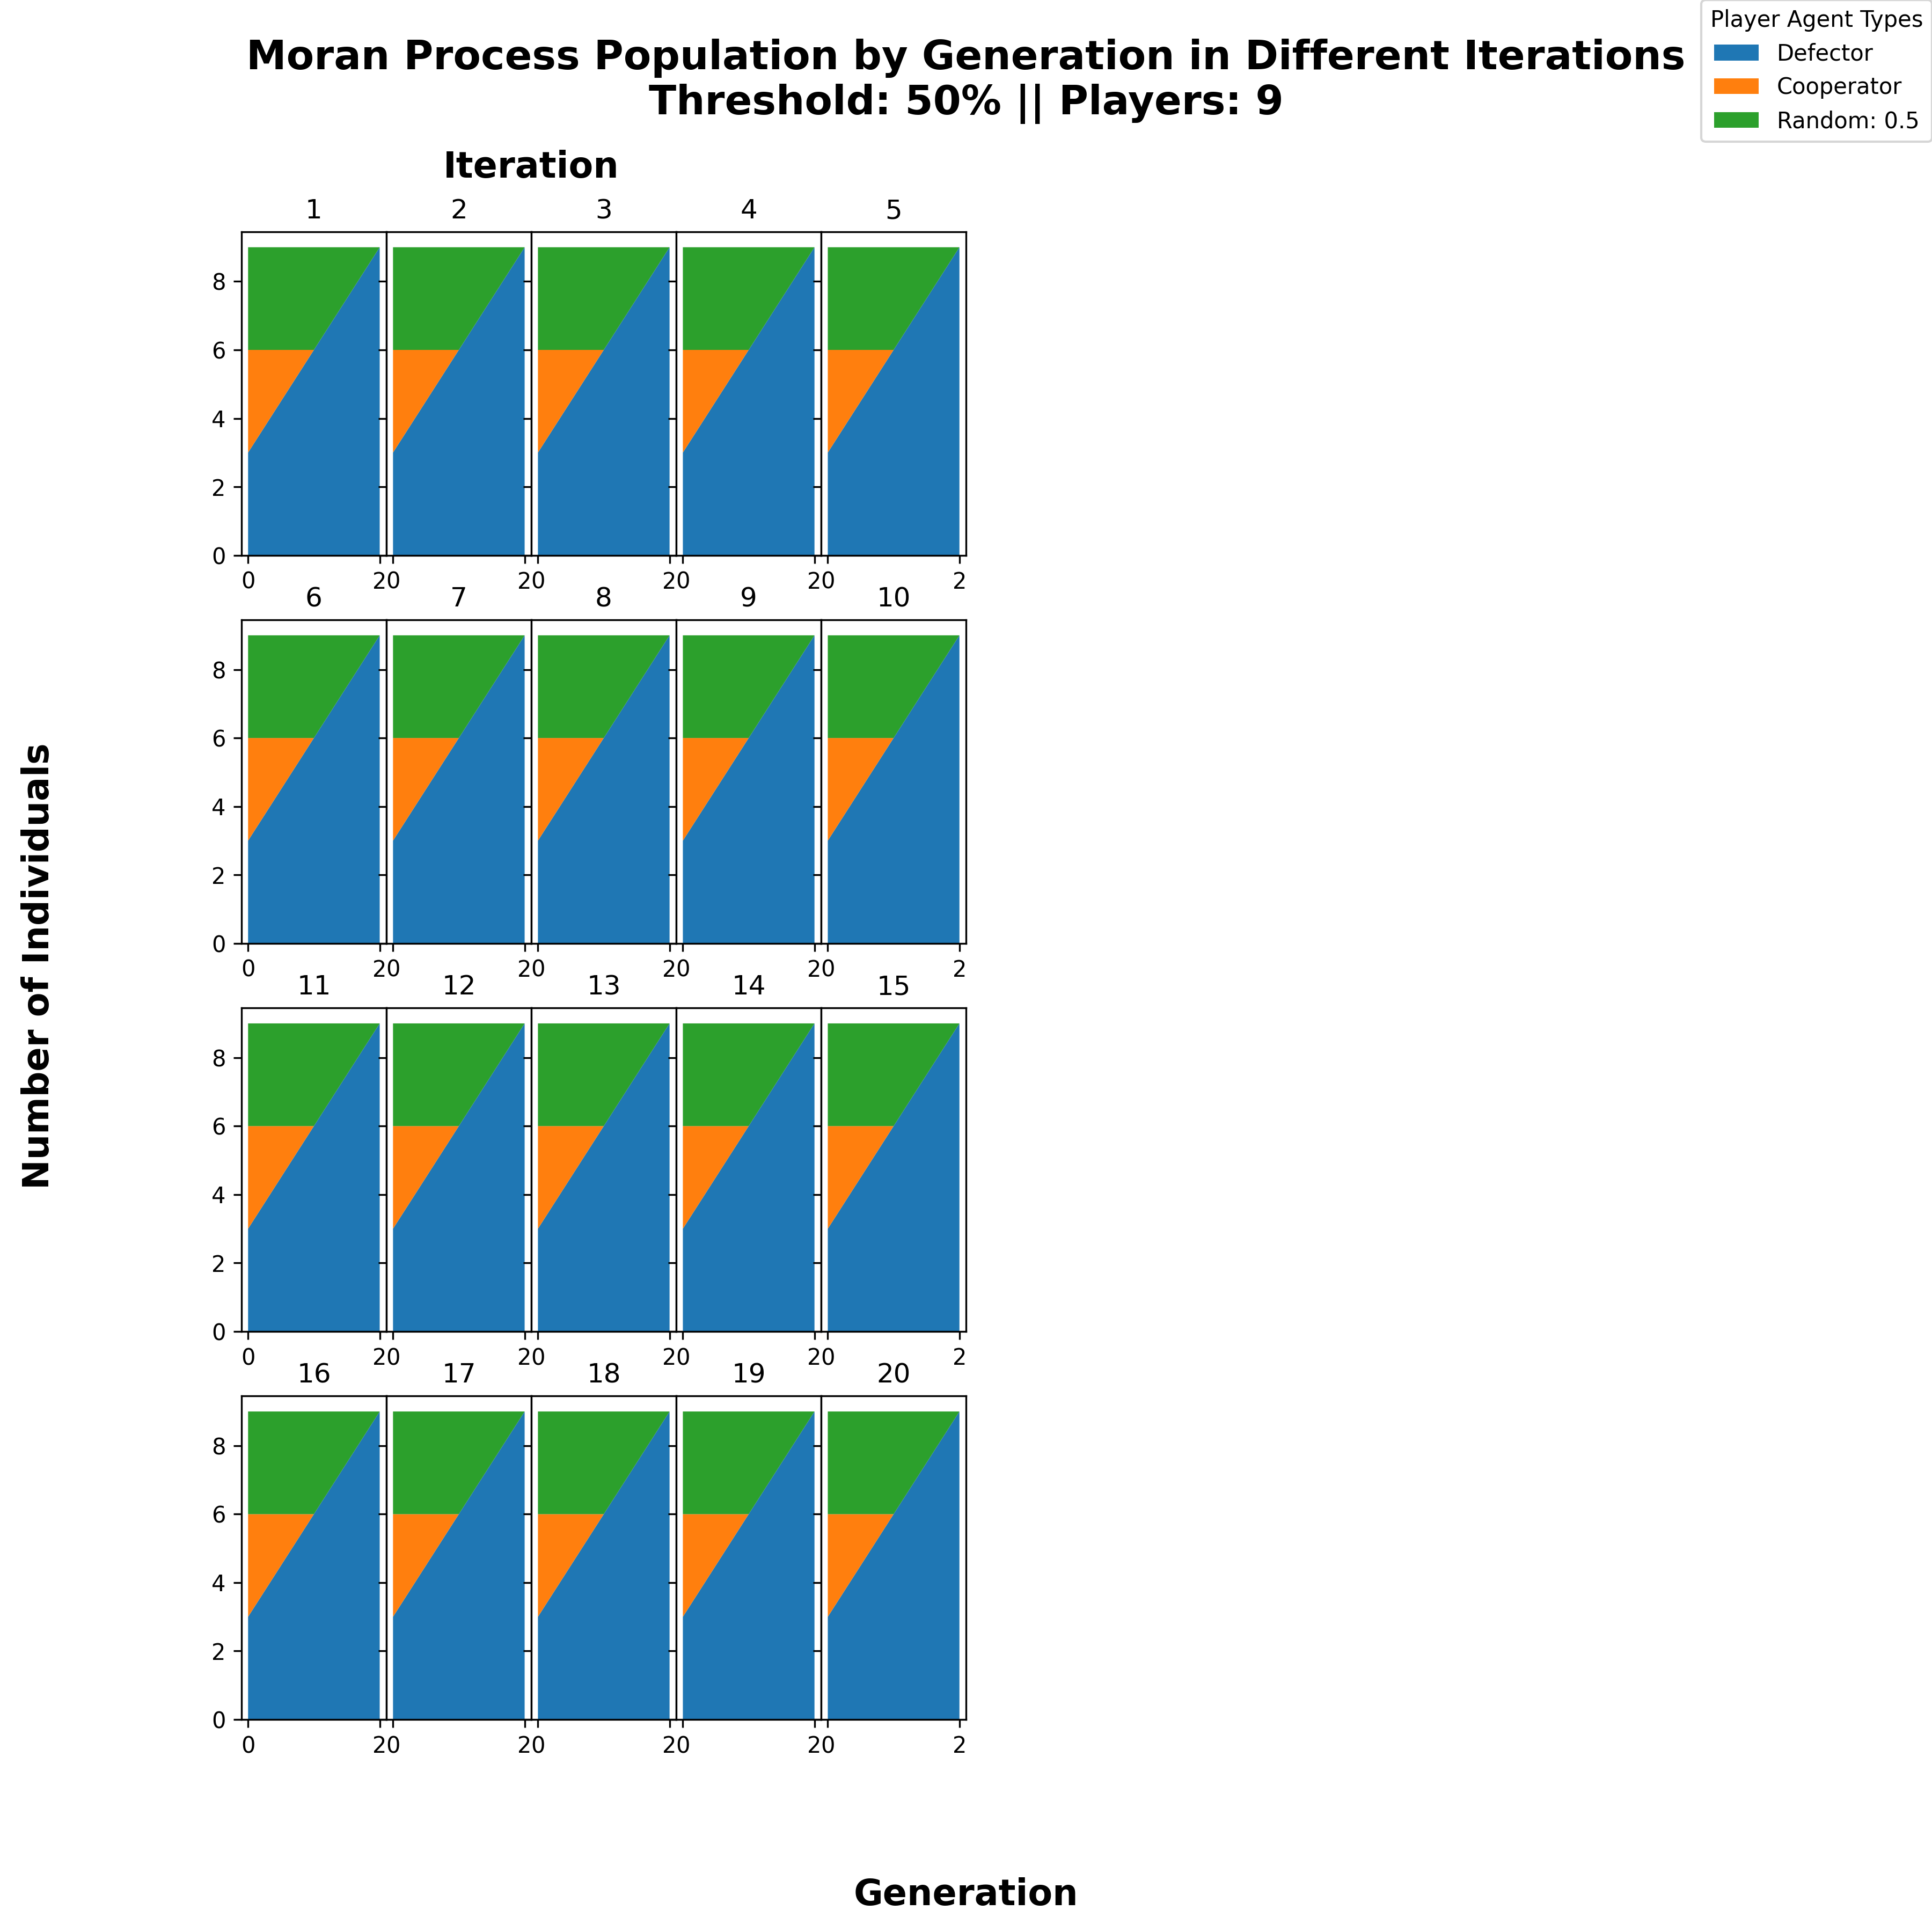 Moran Process Population by Generation in Different Iterations
Threshold: 50% || Players: 9
Player Agent Types
Defector
Cooperator
Random: 0.5
Iteration
1 2 3 4 5
8
6
4
2
0
0 20 20 20 20 2
6 7 8 9 10
8
6
4
2
0
0 20 20 20 20 2
11 12 13 14 15
8
6
4
2
0
0 20 20 20 20 2
16 17 18 19 20
8
6
4
2
0
0 20 20 20 20 2
Number of Individuals
Generation